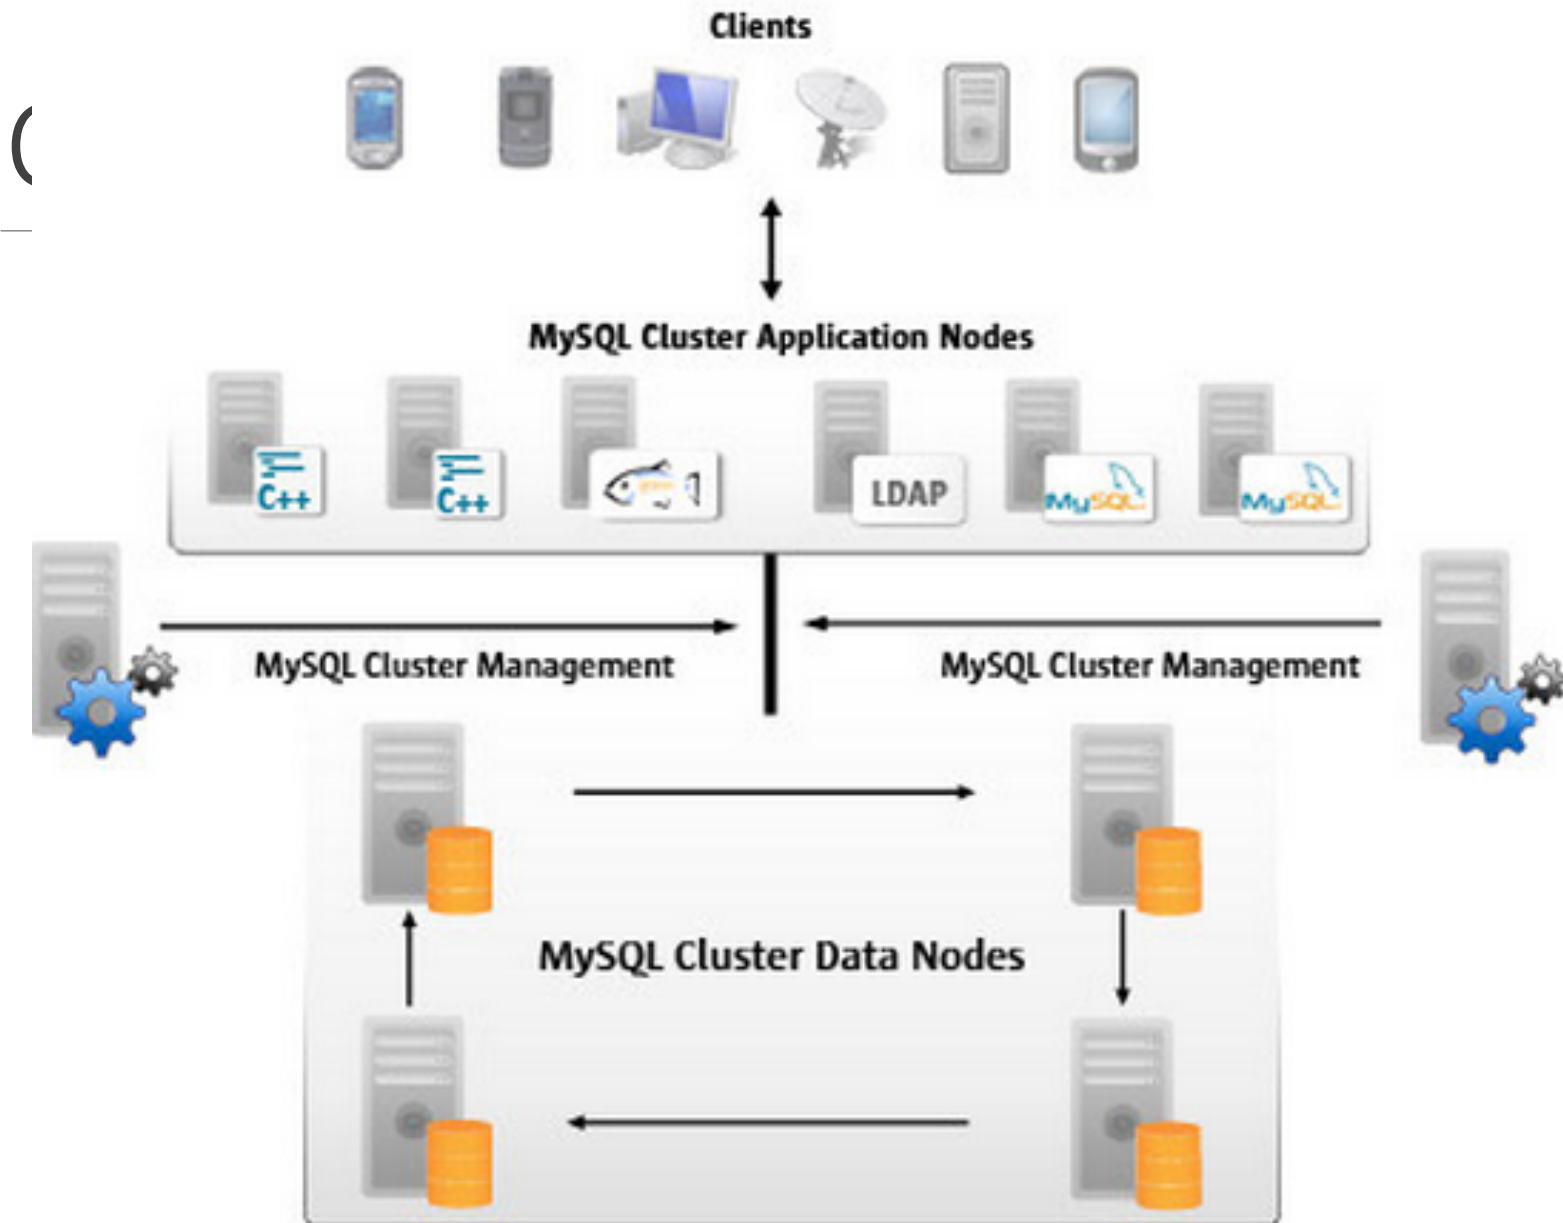 Clients
MySQL Cluster Application Nodes
C++
C++
LDAP
MySQL
MySQL
MySQL Cluster Management
MySQL Cluster Management
MySQL Cluster Data Nodes